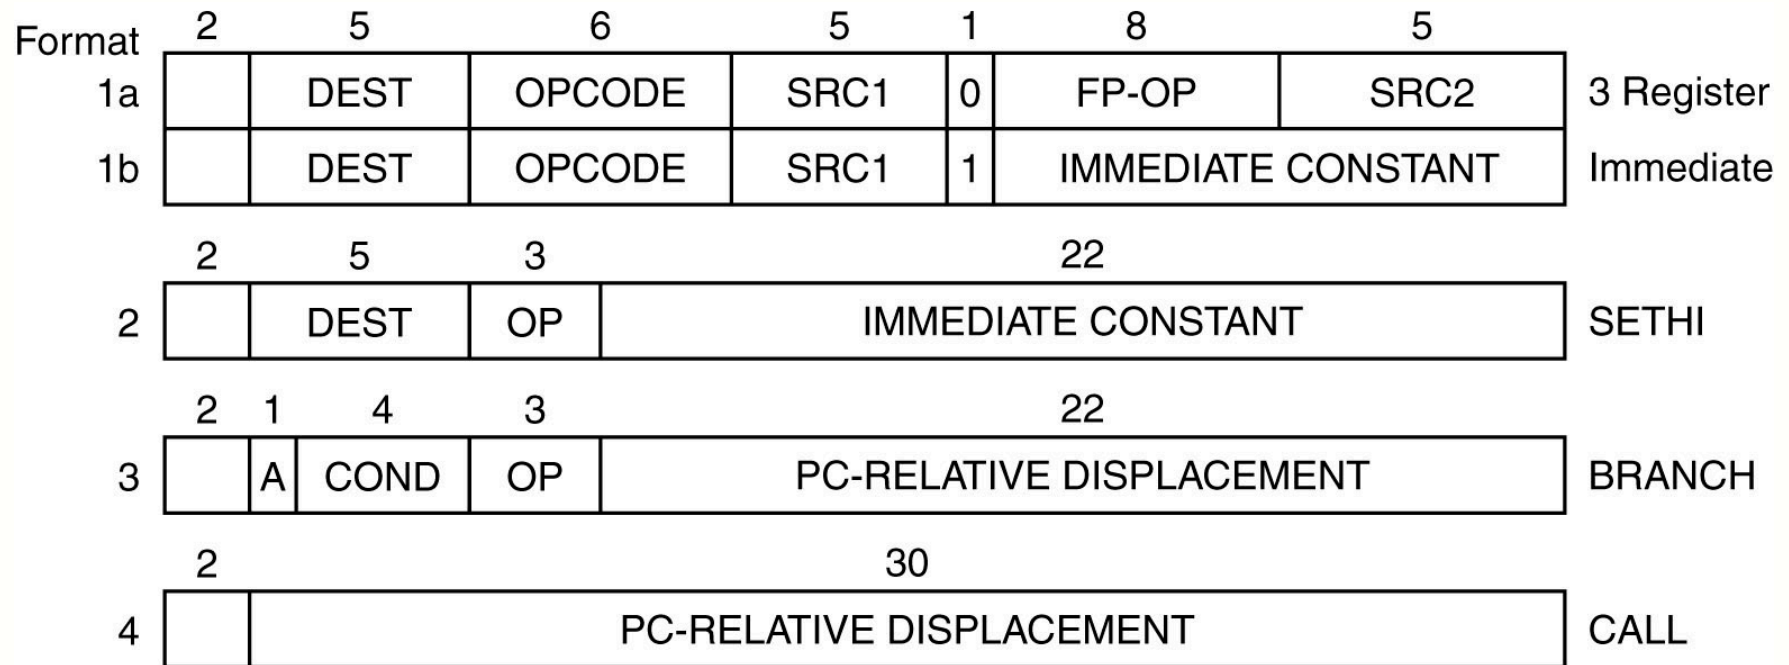 Format 2 5 6 5 1 8 5
1a DEST OPCODE SRC1 0 FP-OP SRC2 3 Register
1b DEST OPCODE SRC1 1 IMMEDIATE CONSTANT Immediate
2 5 3 22
2 DEST OP IMMEDIATE CONSTANT SETHI
2 1 4 3 22
3 A COND OP PC-RELATIVE DISPLACEMENT BRANCH
2 30
4 PC-RELATIVE DISPLACEMENT CALL